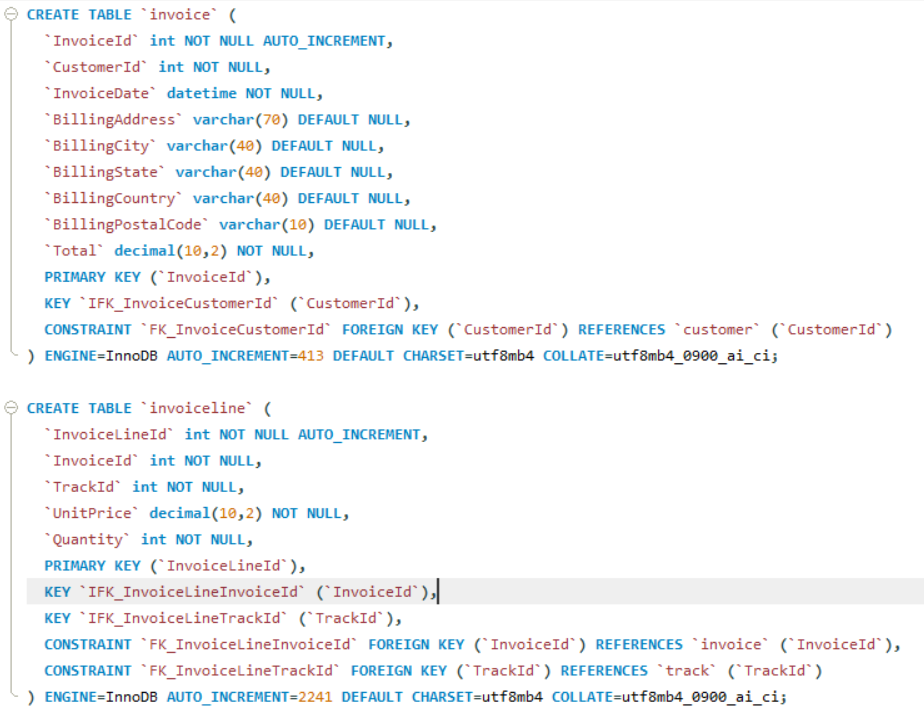 CREATE TABLE `invoice` (
`InvoiceId` int NOT NULL AUTO_INCREMENT,
`CustomerId` int NOT NULL,
`InvoiceDate` datetime NOT NULL,
`BillingAddress` varchar(70) DEFAULT NULL,
`BillingCity` varchar(40) DEFAULT NULL,
`BillingState` varchar(40) DEFAULT NULL,
`BillingCountry` varchar(40) DEFAULT NULL,
`BillingPostalCode` varchar(10) DEFAULT NULL,
`Total` decimal(10,2) NOT NULL,
PRIMARY KEY (`InvoiceId`),
KEY `IFK_InvoiceCustomerId` (`CustomerId`),
CONSTRAINT `FK_InvoiceCustomerId` FOREIGN KEY (`CustomerId`) REFERENCES `customer` (`CustomerId`)
) ENGINE=InnoDB AUTO_INCREMENT=413 DEFAULT CHARSET=utf8mb4 COLLATE=utf8mb4_0900_ai_ci;
CREATE TABLE `invoiceline` (
`InvoiceLineId` int NOT NULL AUTO_INCREMENT,
`InvoiceId` int NOT NULL,
`TrackId` int NOT NULL,
`UnitPrice` decimal(10,2) NOT NULL,
`Quantity` int NOT NULL,
PRIMARY KEY (`InvoiceLineId`),
KEY `IFK_InvoiceLineInvoiceId` (`InvoiceId`),
KEY `IFK_InvoiceLineTrackId` (`TrackId`),
CONSTRAINT `FK_InvoiceLineInvoiceId` FOREIGN KEY (`InvoiceId`) REFERENCES `invoice` (`InvoiceId`),
CONSTRAINT `FK_InvoiceLineTrackId` FOREIGN KEY (`TrackId`) REFERENCES `track` (`TrackId`)
) ENGINE=InnoDB AUTO_INCREMENT=2241 DEFAULT CHARSET=utf8mb4 COLLATE=utf8mb4_0900_ai_ci;